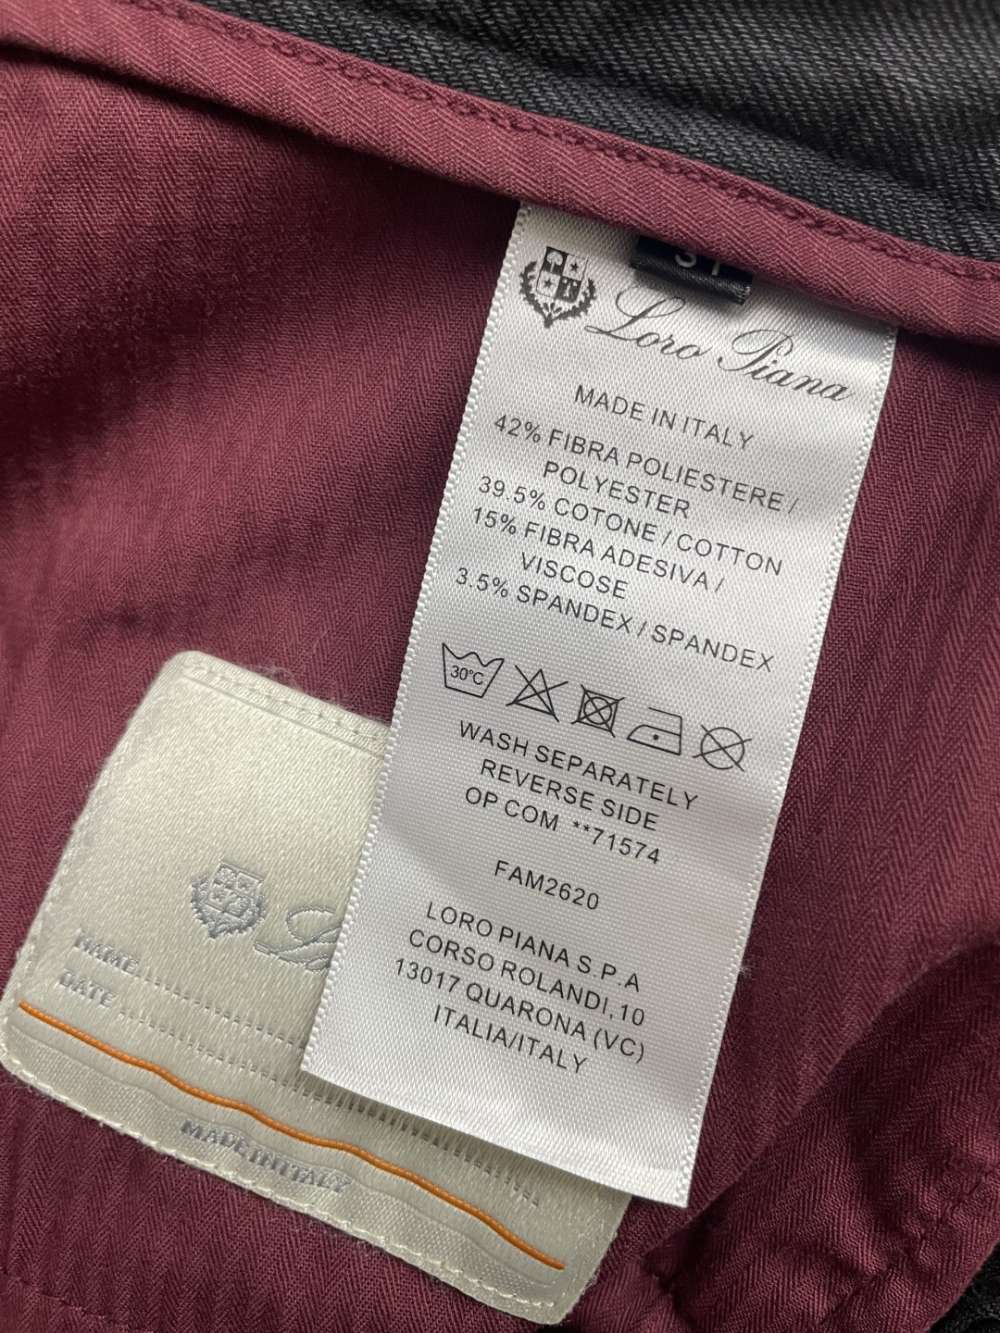 31
Loro Piana
MADE IN ITALY
42% FIBRA POLIESTERE /
POLYESTER
39.5% COTONE / COTTON
15% FIBRA ADESIVA /
VISCOSE
3.5% SPANDEX / SPANDEX
30°C
WASH SEPARATELY
REVERSE SIDE
OP COM **71574
FAM2620
LORO PIANA S.P.A
CORSO ROLANDI,10
13017 QUARONA (VC)
ITALIA/ITALY
NAME
DATE
MADE IN ITALY